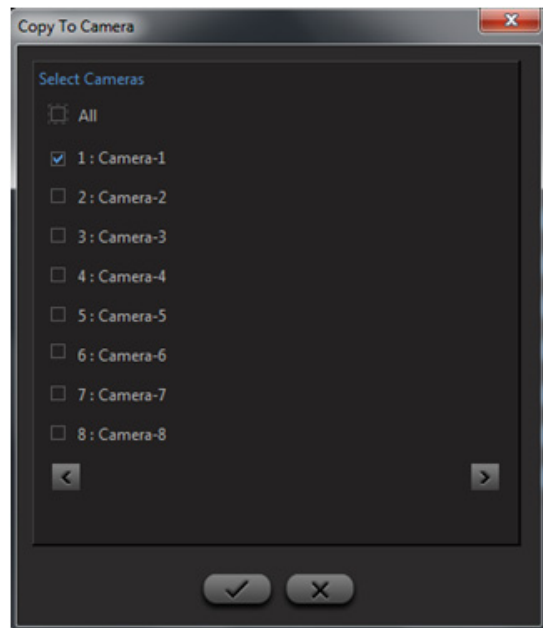 Copy To Camera
Select Cameras
All
1 : Camera-1
2 : Camera-2
3 : Camera-3
4 : Camera-4
5 : Camera-5
6 : Camera-6
7 : Camera-7
8 : Camera-8